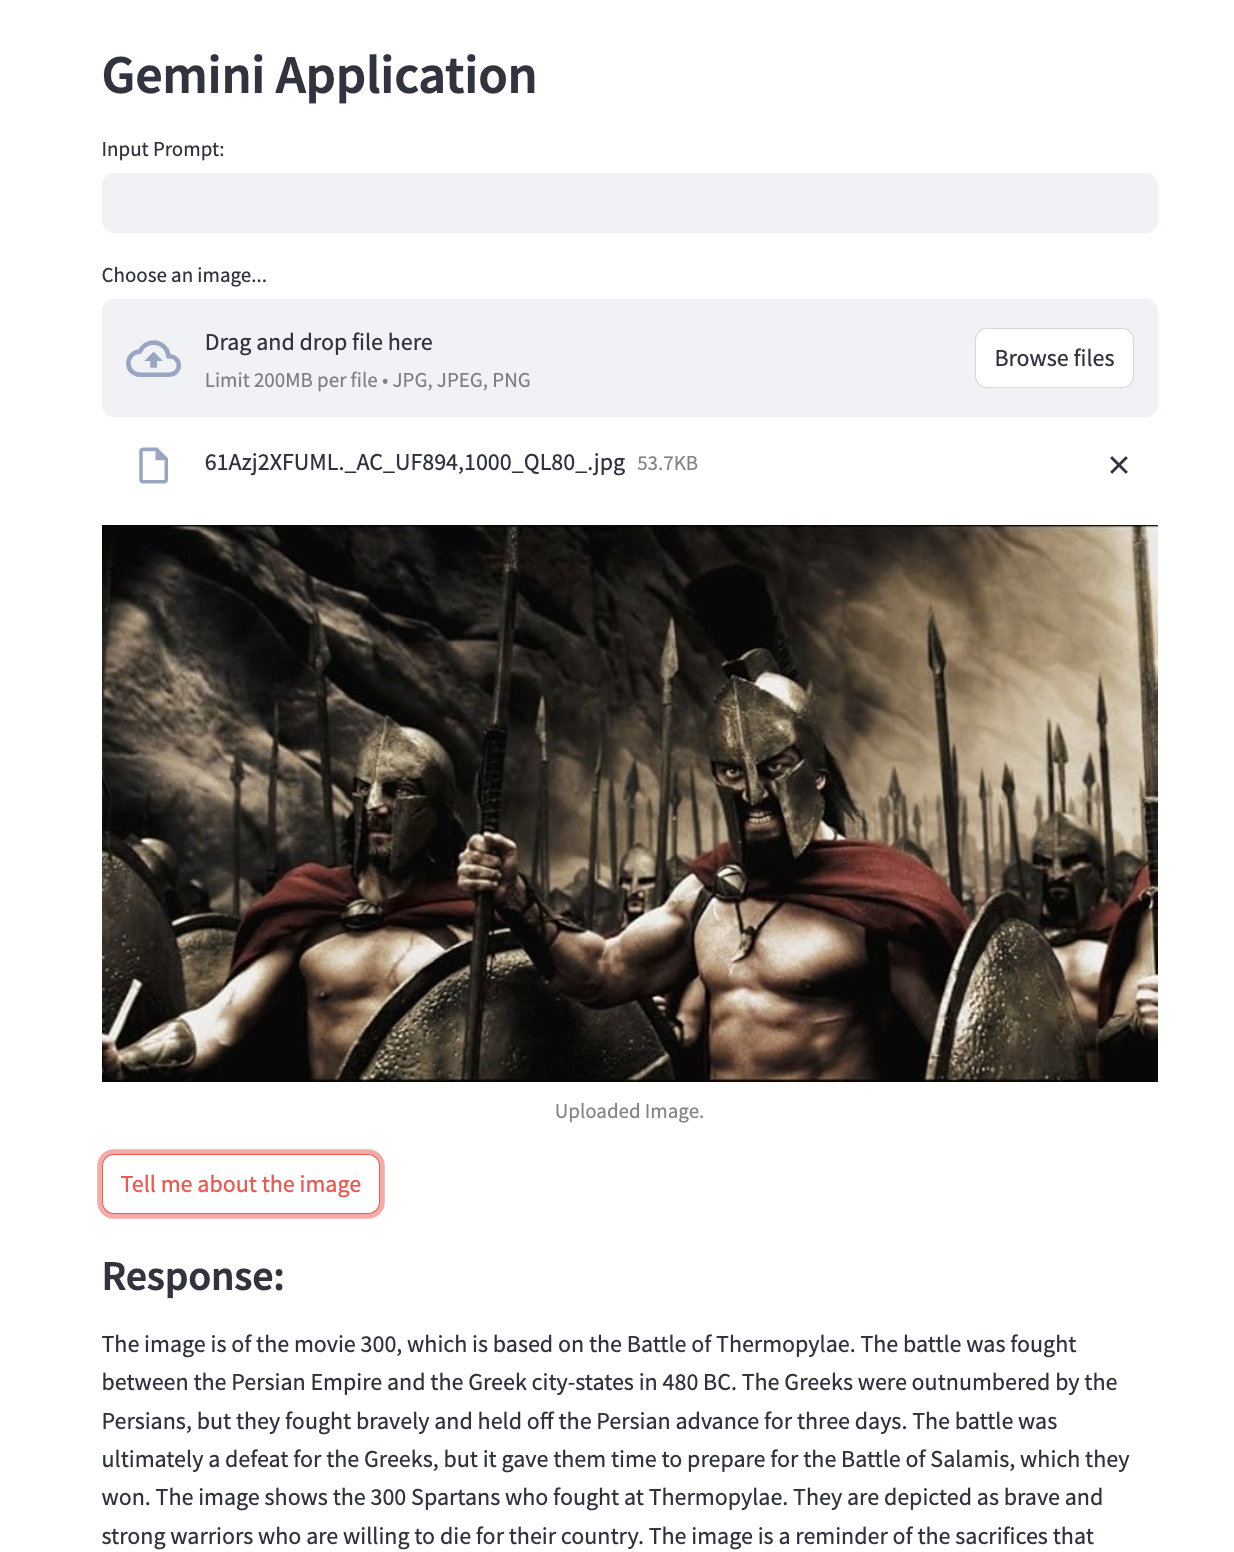 Gemini Application
Input Prompt:
Choose an image...
Drag and drop file here
Limit 200MB per file • JPG, JPEG, PNG
Browse files
61Azj2XFUML._AC_UF894,1000_QL80_.jpg 53.7KB
Uploaded Image.
Tell me about the image
Response:
The image is of the movie 300, which is based on the Battle of Thermopylae. The battle was fought
between the Persian Empire and the Greek city-states in 480 BC. The Greeks were outnumbered by the
Persians, but they fought bravely and held off the Persian advance for three days. The battle was
ultimately a defeat for the Greeks, but it gave them time to prepare for the Battle of Salamis, which they
won. The image shows the 300 Spartans who fought at Thermopylae. They are depicted as brave and
strong warriors who are willing to die for their country. The image is a reminder of the sacrifices that